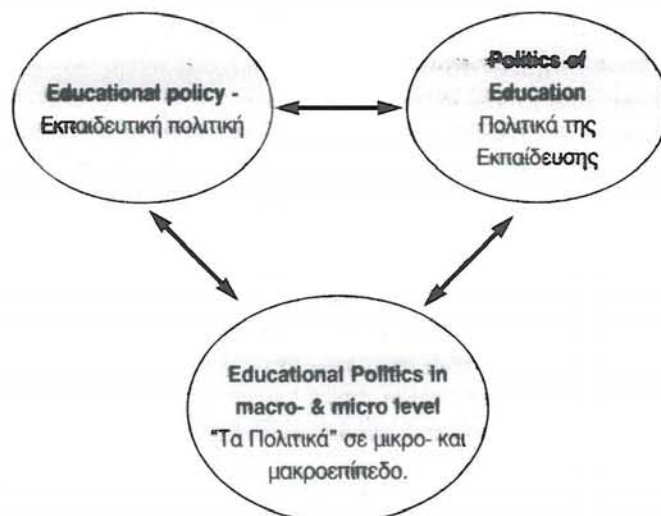 Educational policy -
Εκπαιδευτική πολιτική
Politics of
Education
Πολιτικά της
Εκπαίδευσης
Educational Politics in
macro- & micro level
"Τα Πολιτικά" σε μικρο- και
μακροεπίπεδο.